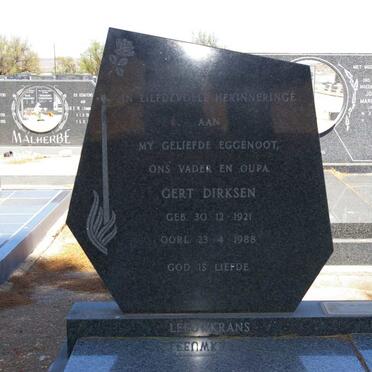 IN LIEFDEVOLLE HERINNERINGE
AAN
MY GELIEFDE EGGENOOT,
ONS VADER EN OUPA
GERT DIRKSEN
GEB. 30-12-1921
OORL. 23-4-1988
GOD IS LIEFDE
LEEUWKRANS
MALHERBE